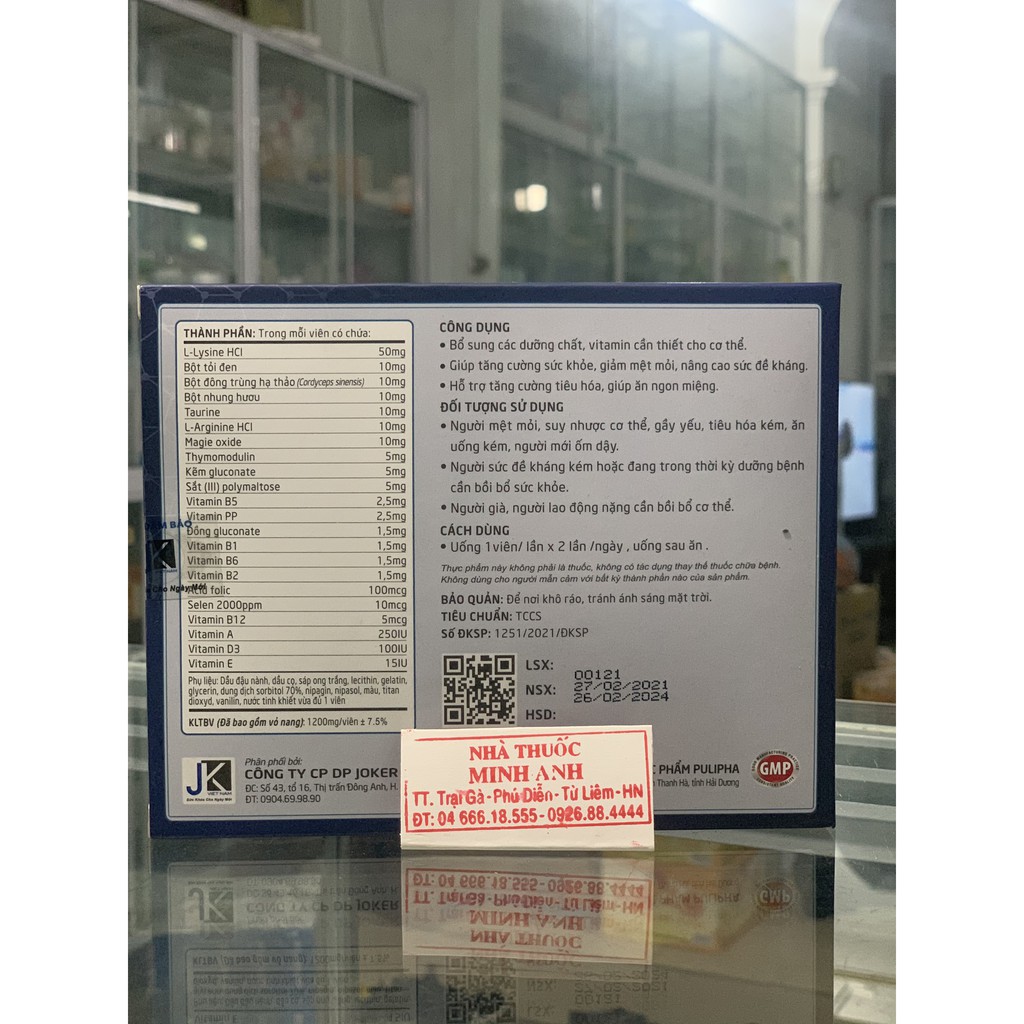 THÀNH PHẦN: Trong mỗi viên có chứa:
L-Lysine HCl 50mg
Bột tỏi đen 10mg
Bột đông trùng hạ thảo (Cordyceps sinensis) 10mg
Bột nhung hươu 10mg
Taurine 10mg
L-Arginine HCl 10mg
Magie oxide 10mg
Thymomodulin 5mg
Kẽm gluconate 5mg
Sắt (III) polymaltose 5mg
Vitamin B5 2,5mg
Vitamin PP 2,5mg
Đồng gluconate 1,5mg
Vitamin B1 1,5mg
Vitamin B6 1,5mg
Vitamin B2 1,5mg
Acid folic 100mcg
Selen 2000ppm 10mcg
Vitamin B12 5mcg
Vitamin A 250IU
Vitamin D3 100IU
Vitamin E 15IU
Phụ liệu: Dầu đậu nành, dầu cọ, sáp ong trắng, lecithin, gelatin,
glycerin, dung dịch sorbitol 70%, nipagin, nipasol, màu, titan
dioxyd, vanilin, nước tinh khiết vừa đủ 1 viên
KLTBV (Đã bao gồm vỏ nang): 1200mg/viên ± 7.5%
ĐẢM BẢO
CÔNG DỤNG
• Bổ sung các dưỡng chất, vitamin cần thiết cho cơ thể.
• Giúp tăng cường sức khỏe, giảm mệt mỏi, nâng cao sức đề kháng.
• Hỗ trợ tăng cường tiêu hóa, giúp ăn ngon miệng.
ĐỐI TƯỢNG SỬ DỤNG
• Người mệt mỏi, suy nhược cơ thể, gầy yếu, tiêu hóa kém, ăn
uống kém, người mới ốm dậy.
• Người sức đề kháng kém hoặc đang trong thời kỳ dưỡng bệnh
cần bồi bổ sức khỏe.
• Người già, người lao động nặng cần bồi bổ cơ thể.
CÁCH DÙNG
• Uống 1viên/ lần x 2 lần /ngày , uống sau ăn .
Thực phẩm này không phải là thuốc, không có tác dụng thay thế thuốc chữa bệnh.
Không dùng cho người mẫn cảm với bất kỳ thành phần nào của sản phẩm.
BẢO QUẢN: Để nơi khô ráo, tránh ánh sáng mặt trời.
TIÊU CHUẨN: TCCS
Số ĐKSP: 1251/2021/ĐKSP
LSX: 00121
NSX: 27/02/2021
HSD: 26/02/2024
JK
VIỆT NAM
Sức Khỏe Cho Ngày Mới
Phân phối bởi:
CÔNG TY CP DP JOKER
ĐC: Số 43, tổ 16, Thị trấn Đông Anh, H.
ĐT: 0904.69.98.90
PHẨM PULIPHA
Thanh Hà, tỉnh Hải Dương
GMP
NHÀ THUỐC
MINH ANH
TT. Trại Gà - Phú Diễn - Từ Liêm - HN
ĐT: 04 666.18.555 - 0926.88.4444